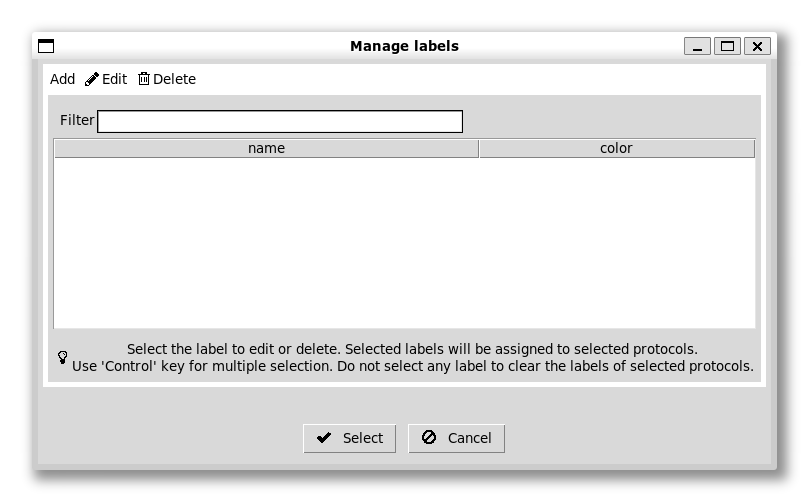 Manage labels
Add Edit Delete
Filter
name color
Select the label to edit or delete. Selected labels will be assigned to selected protocols.
Use 'Control' key for multiple selection. Do not select any label to clear the labels of selected protocols.
Select Cancel